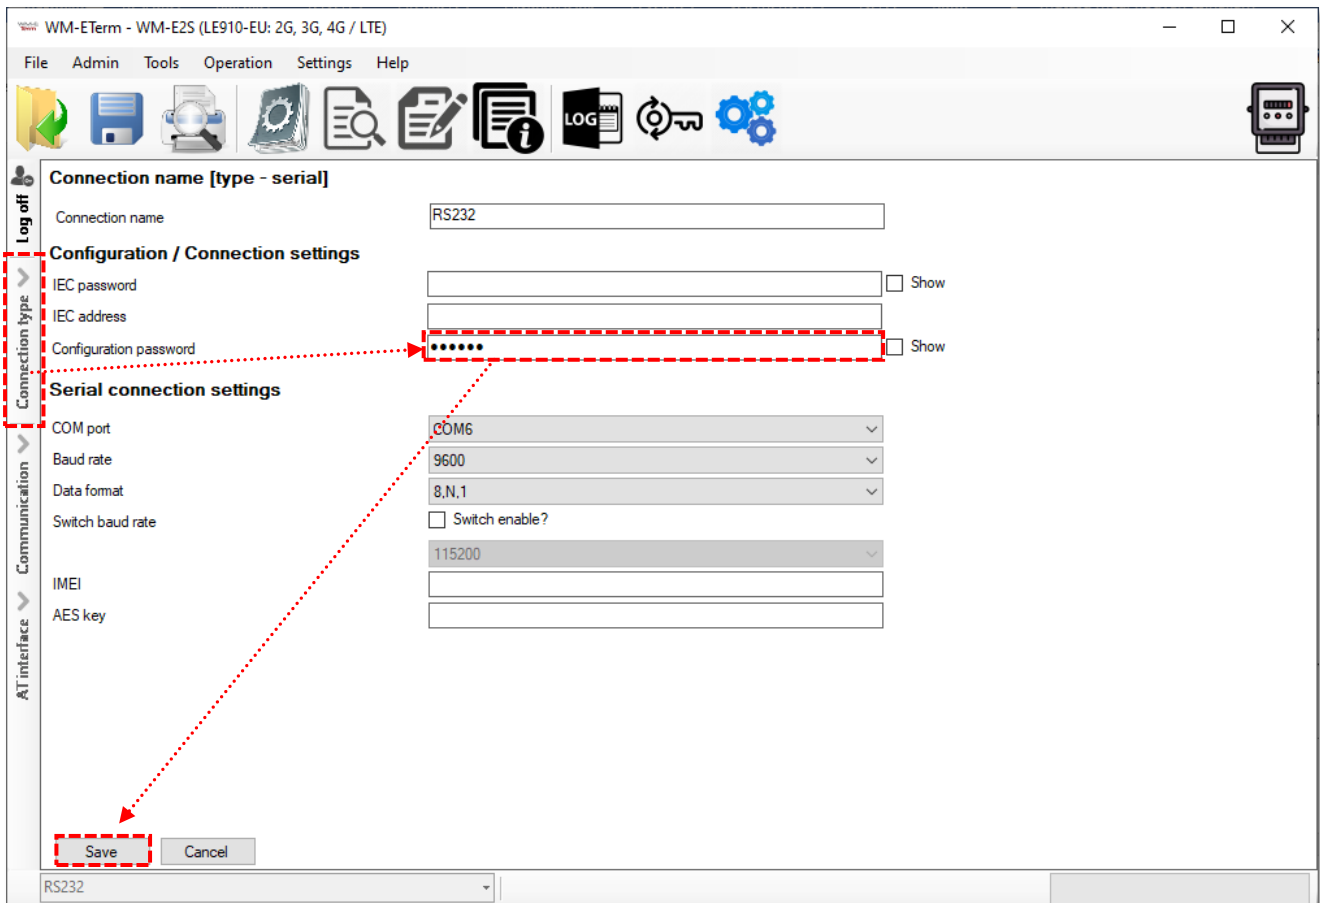 WM-ETerm - WM-E2S (LE910-EU: 2G, 3G, 4G / LTE)
File Admin Tools Operation Settings Help
LOG
Log off
Connection type
Communication
AT interface
Connection name [type - serial]
Connection name RS232
Configuration / Connection settings
IEC password Show
IEC address
Configuration password •••••• Show
Serial connection settings
COM port COM6
Baud rate 9600
Data format 8,N,1
Switch baud rate Switch enable?
115200
IMEI
AES key
Save Cancel
RS232